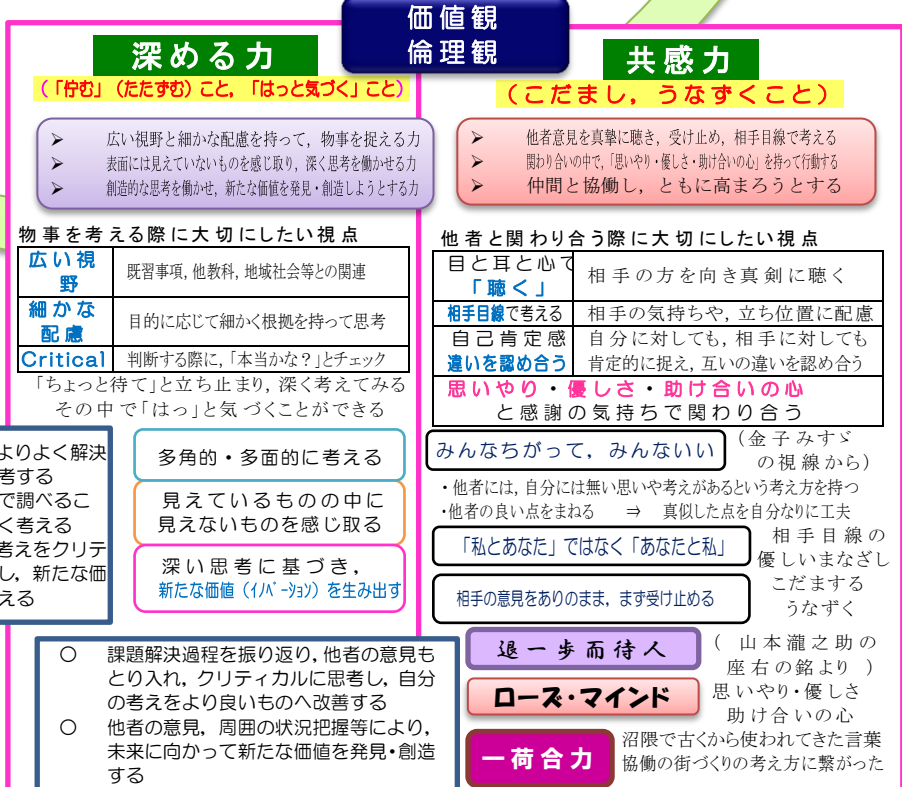 価値観
倫理観
深める力
(「佇む」(たたずむ)こと,「はっと気づく」こと)
➢ 広い視野と細かな配慮を持って，物事を捉える力
➢ 表面には見えていないものを感じ取り，深く思考を働かせる力
➢ 創造的な思考を働かせ，新たな価値を発見・創造しようとする力
物事を考える際に大切にしたい視点
広い視
野
既習事項,他教科,地域社会等との関連
細かな
配慮
目的に応じて細かく根拠を持って思考
Critical
判断する際に,「本当かな？」とチェック
「ちょっと待て」と立ち止まり,深く考えてみる
その中で「はっ」と気づくことができる
よりよく解決
考する
で調べるこ
く考える
考えをクリテ
し，新たな価
える
多角的・多面的に考える
見えているものの中に
見えないものを感じ取る
深い思考に基づき，
新たな価値（ｲﾉﾍﾞｰｼｮﾝ）を生み出す
○ 課題解決過程を振り返り,他者の意見も
とり入れ，クリティカルに思考し，自分
の考えをより良いものへ改善する
○ 他者の意見，周囲の状況把握等により，
未来に向かって新たな価値を発見・創造
する
共感力
（こだまし，うなずくこと）
➢ 他者意見を真摯に聴き，受け止め，相手目線で考える
➢ 関わり合いの中で,「思いやり・優しさ・助け合いの心」を持って行動する
➢ 仲間と協働し，ともに高まろうとする
他者と関わり合う際に大切にしたい視点
目と耳と心で
「聴く」
相手の方を向き真剣に聴く
相手目線で考える
相手の気持ちや，立ち位置に配慮
自己肯定感
違いを認め合う
自分に対しても,相手に対しても
肯定的に捉え,互いの違いを認め合う
思いやり・優しさ・助け合いの心
と感謝の気持ちで関わり合う
みんなちがって，みんないい
（金子みすゞ
の視線から）
・他者には,自分には無い思いや考えがあるという考え方を持つ
・他者の良い点をまねる ⇒ 真似した点を自分なりに工夫
「私とあなた」ではなく「あなたと私」
相手目線の
優しいまなざし
相手の意見をありのまま，まず受け止める
こだまする
うなずく
退一歩而待人
（ 山本瀧之助の
座右の銘より ）
ローズ・マインド
思いやり・優しさ
助け合いの心
一荷合力
沼隈で古くから使われてきた言葉
協働の街づくりの考え方に繋がった